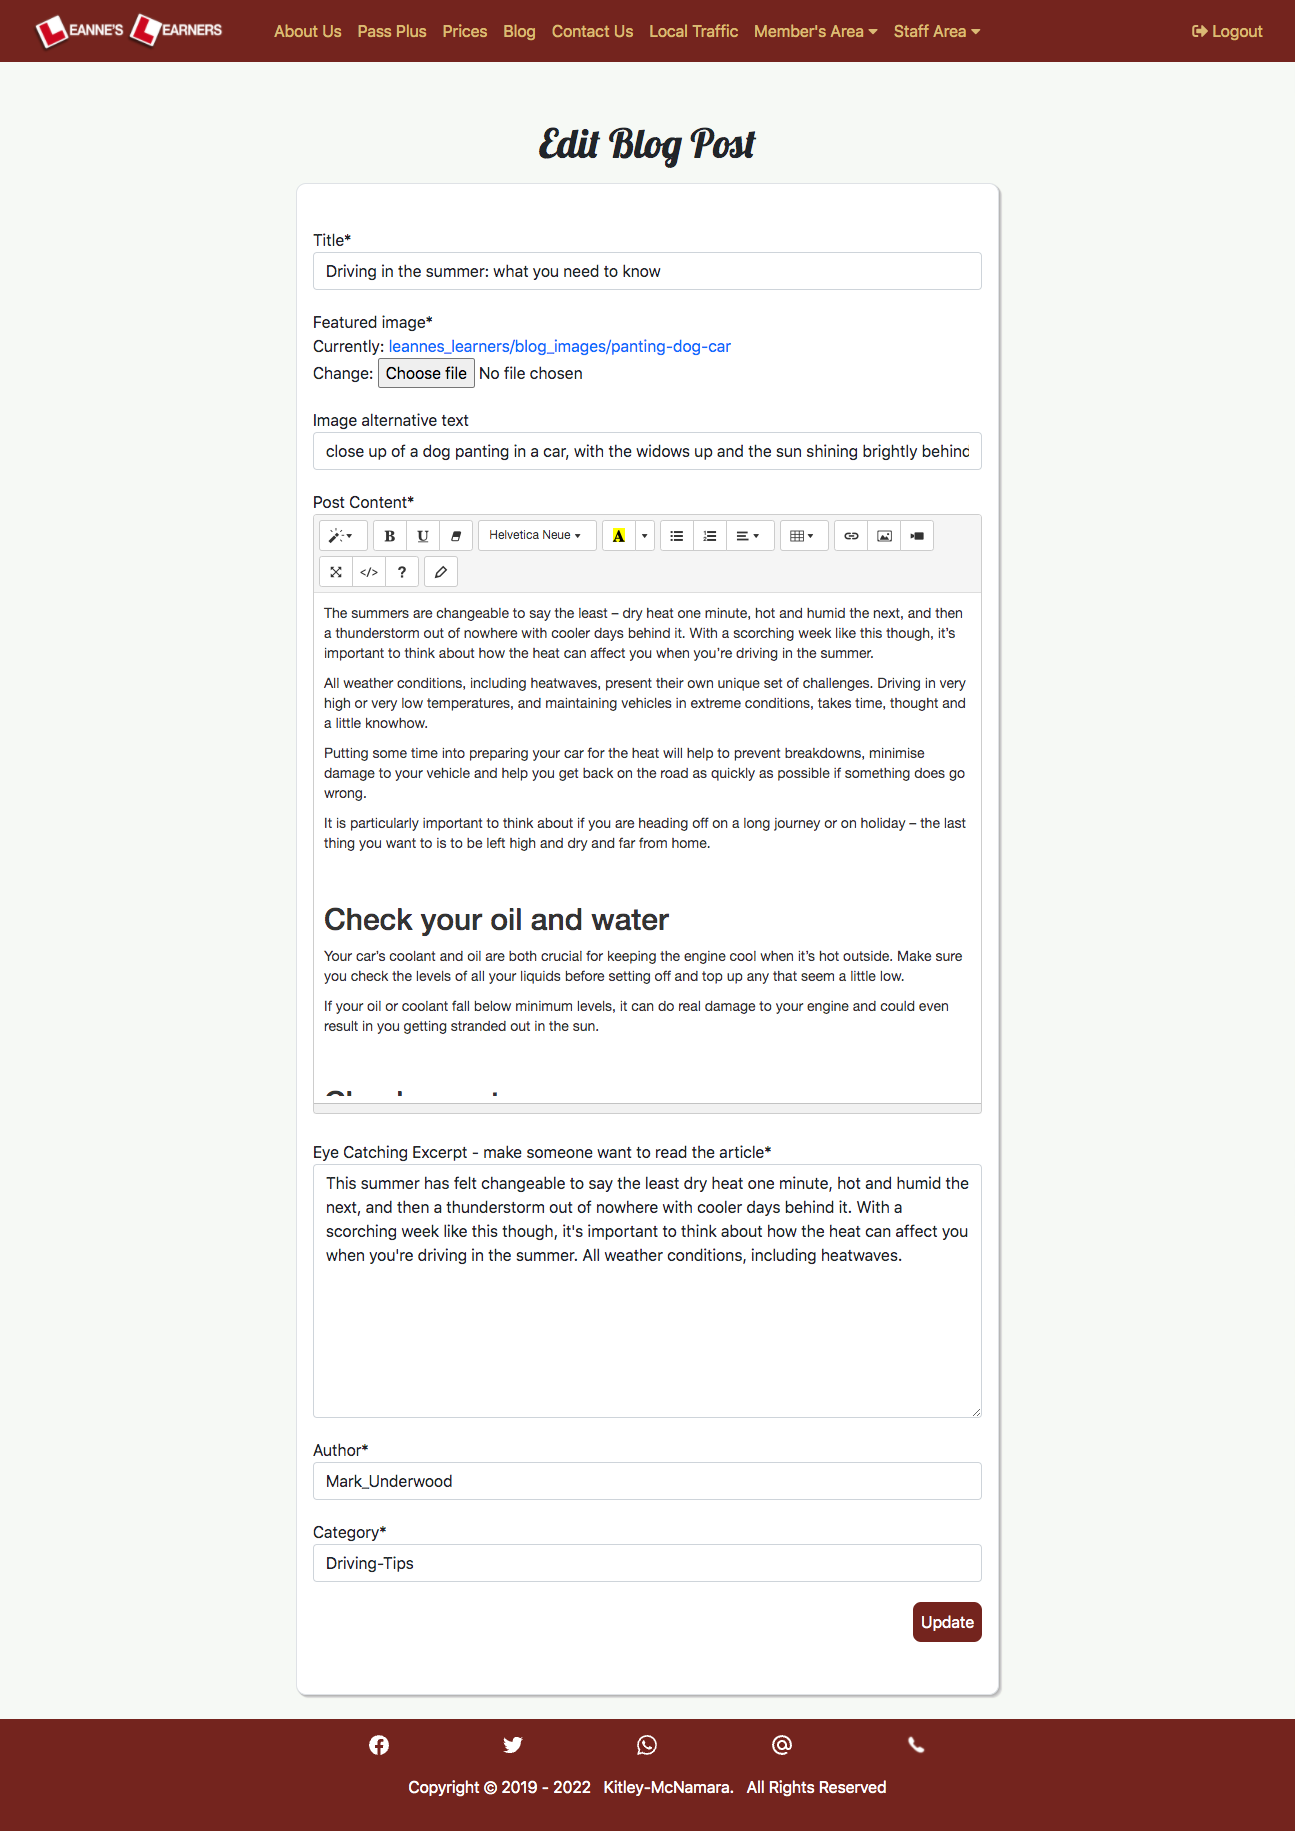 LEANNE'S LEARNERS About Us Pass Plus Prices Blog Contact Us Local Traffic Member's Area Staff Area Logout
Edit Blog Post
Title*
Driving in the summer: what you need to know
Featured image*
Currently: leannes_learners/blog_images/panting-dog-car
Change: Choose file No file chosen
Image alternative text
close up of a dog panting in a car, with the widows up and the sun shining brightly behind
Post Content*
B U Helvetica Neue A
</> ?
The summers are changeable to say the least – dry heat one minute, hot and humid the next, and then
a thunderstorm out of nowhere with cooler days behind it. With a scorching week like this though, it’s
important to think about how the heat can affect you when you’re driving in the summer.
All weather conditions, including heatwaves, present their own unique set of challenges. Driving in very
high or very low temperatures, and maintaining vehicles in extreme conditions, takes time, thought and
a little knowhow.
Putting some time into preparing your car for the heat will help to prevent breakdowns, minimise
damage to your vehicle and help you get back on the road as quickly as possible if something does go
wrong.
It is particularly important to think about if you are heading off on a long journey or on holiday – the last
thing you want to is to be left high and dry and far from home.
Check your oil and water
Your car’s coolant and oil are both crucial for keeping the engine cool when it’s hot outside. Make sure
you check the levels of all your liquids before setting off and top up any that seem a little low.
If your oil or coolant fall below minimum levels, it can do real damage to your engine and could even
result in you getting stranded out in the sun.
Eye Catching Excerpt - make someone want to read the article*
This summer has felt changeable to say the least dry heat one minute, hot and humid the
next, and then a thunderstorm out of nowhere with cooler days behind it. With a
scorching week like this though, it's important to think about how the heat can affect you
when you're driving in the summer. All weather conditions, including heatwaves.
Author*
Mark_Underwood
Category*
Driving-Tips
Update
Copyright © 2019 - 2022 Kitley-McNamara. All Rights Reserved